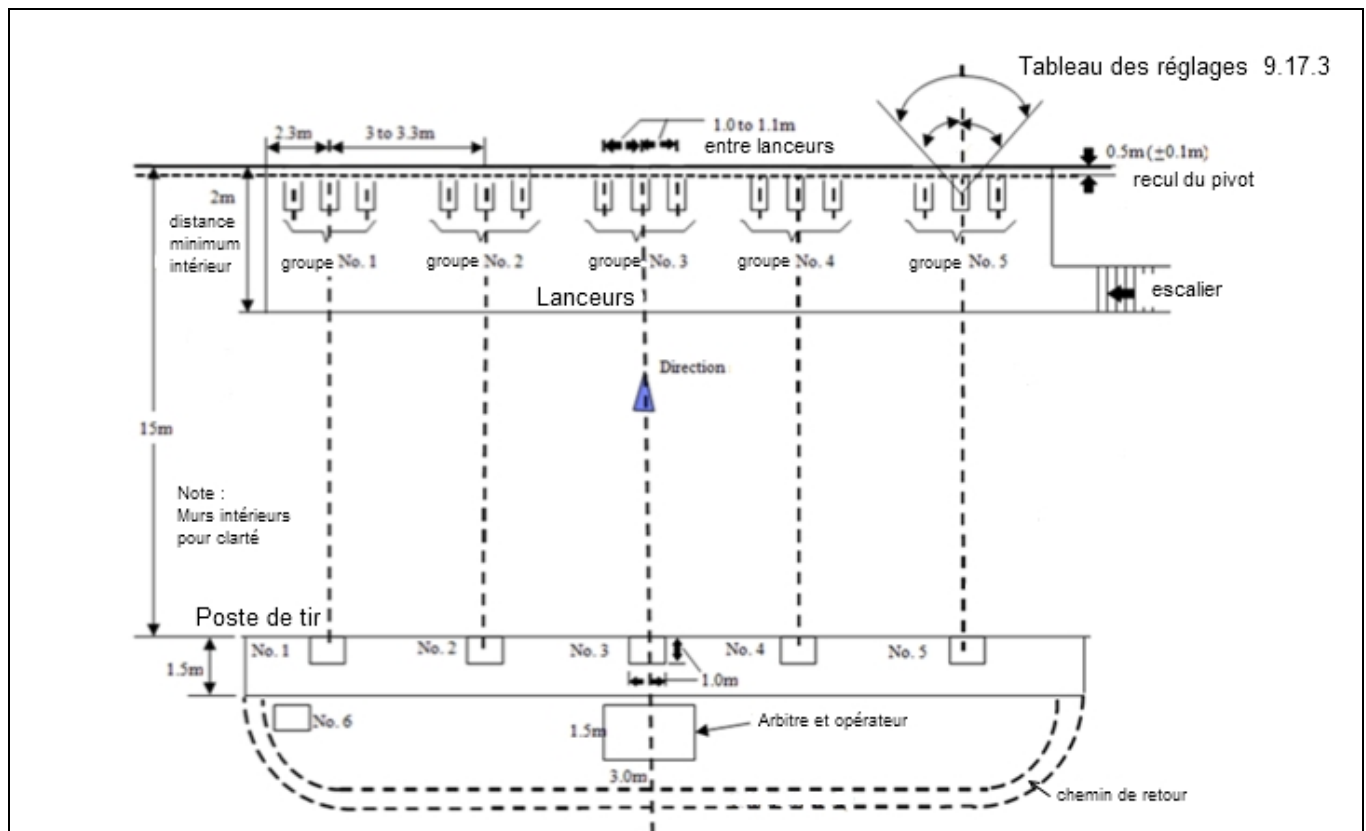 Tableau des réglages 9.17.3
2.3m
3 to 3.3m
1.0 to 1.1m
entre lanceurs
0.5m (±0.1m)
recul du pivot
2m
distance
minimum
intérieur
groupe No. 1
groupe No. 2
groupe No. 3
groupe No. 4
groupe No. 5
Lanceurs
escalier
Direction
15m
Note :
Murs intérieurs
pour clarté
Poste de tir
No. 1
No. 2
No. 3
No. 4
No. 5
1.5m
1.0m
No. 6
1.5m
Arbitre et opérateur
3.0m
chemin de retour